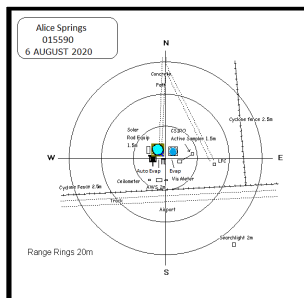 Alice Springs
015590
6 AUGUST 2020
N
Concrete
Path
Cyclone fence 2.5m
Solar
Rad Equip
1.5m
CSIRO
Active Sampler 1.5m
W
E
LPC
Auto Evap
Evap
Ceilometer
Vis Meter
AWS 2m
Cyclone Fence 2.5m
Track
Airport
Searchlight 2m
Range Rings 20m
S